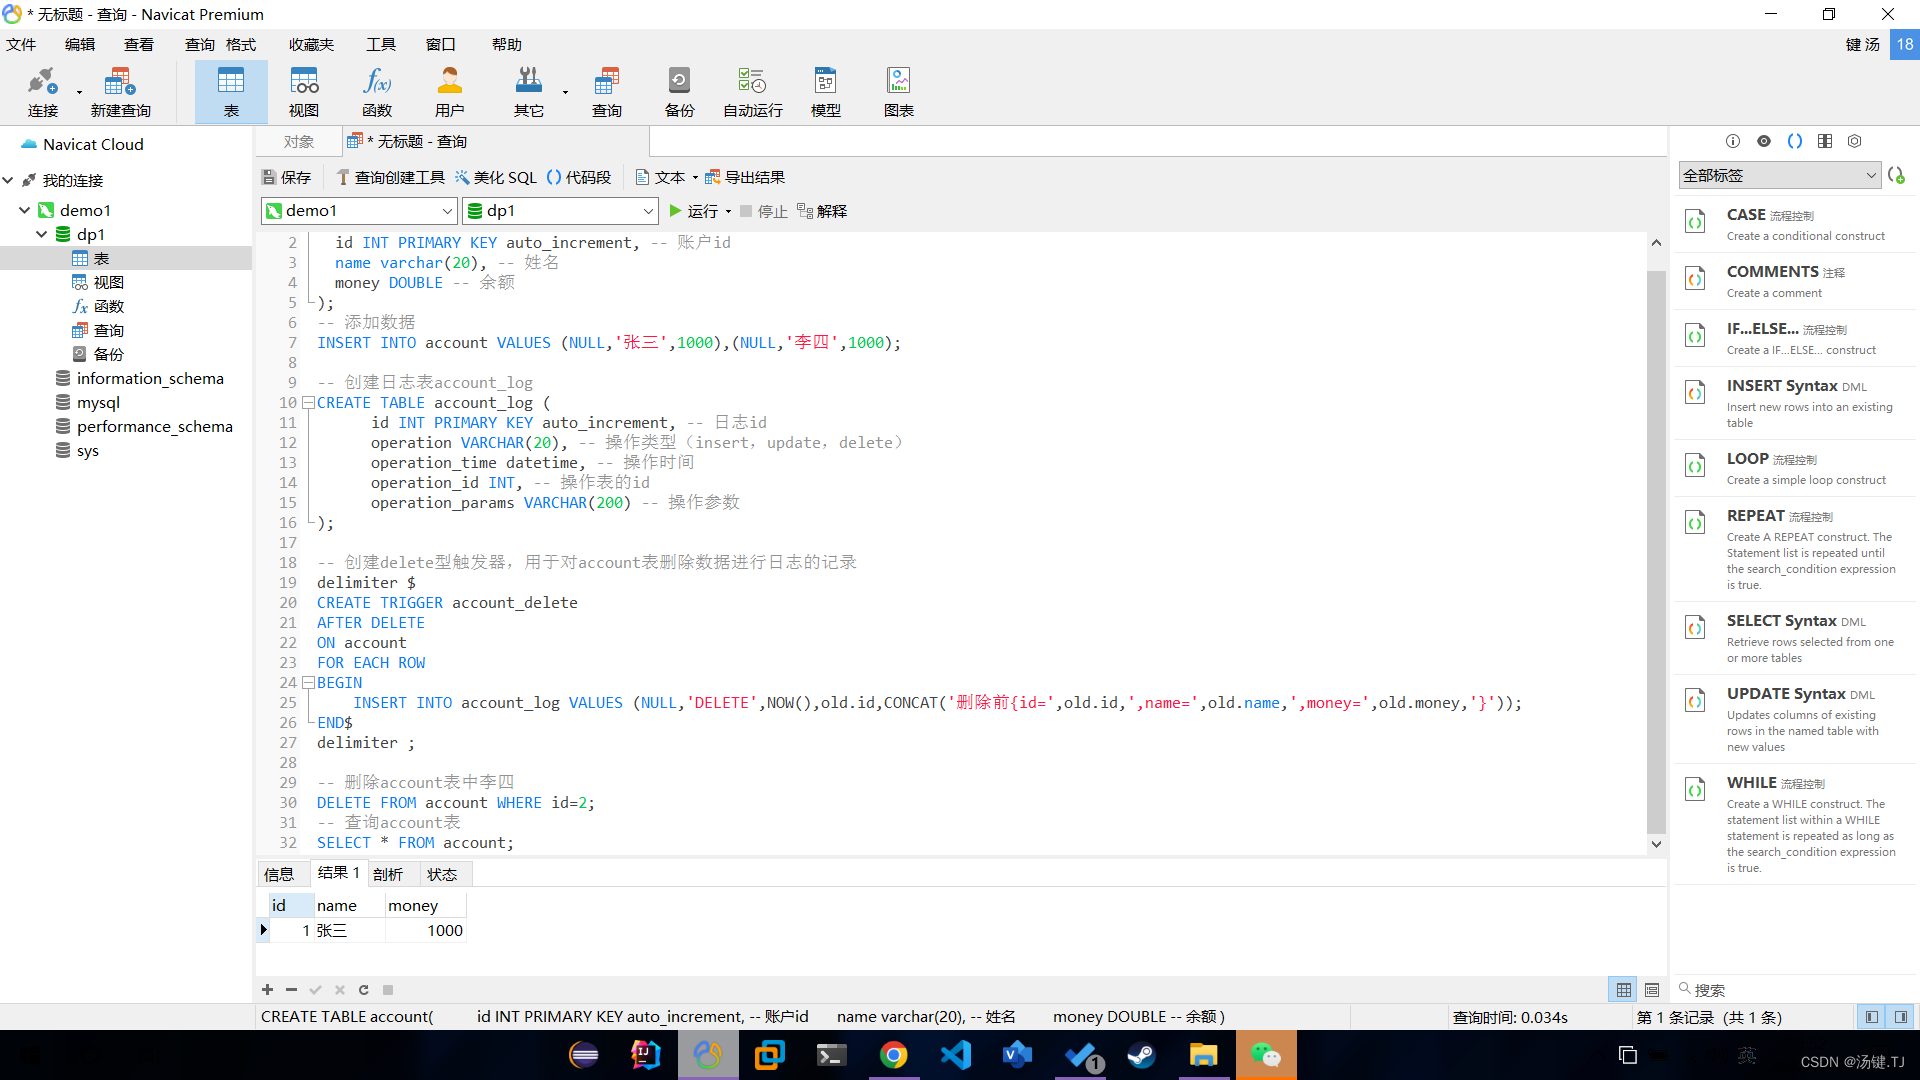 * 无标题 - 查询 - Navicat Premium
文件 编辑 查看 查询 格式 收藏夹 工具 窗口 帮助 键 汤 18
连接 新建查询 表 视图 函数 用户 其它 查询 备份 自动运行 模型 图表
Navicat Cloud
我的连接
demo1
dp1
表
视图
函数
查询
备份
information_schema
mysql
performance_schema
sys
对象 * 无标题 - 查询
保存 查询创建工具 美化 SQL 代码段 文本 导出结果
demo1 dp1 运行 停止 解释
2 id INT PRIMARY KEY auto_increment, -- 账户id
3 name varchar(20), -- 姓名
4 money DOUBLE -- 余额
5 );
6 -- 添加数据
7 INSERT INTO account VALUES (NULL,'张三',1000),(NULL,'李四',1000);
8
9 -- 创建日志表account_log
10 CREATE TABLE account_log (
11 id INT PRIMARY KEY auto_increment, -- 日志id
12 operation VARCHAR(20), -- 操作类型（insert，update，delete）
13 operation_time datetime, -- 操作时间
14 operation_id INT, -- 操作表的id
15 operation_params VARCHAR(200) -- 操作参数
16 );
17
18 -- 创建delete型触发器，用于对account表删除数据进行日志的记录
19 delimiter $
20 CREATE TRIGGER account_delete
21 AFTER DELETE
22 ON account
23 FOR EACH ROW
24 BEGIN
25 INSERT INTO account_log VALUES (NULL,'DELETE',NOW(),old.id,CONCAT('删除前{id=',old.id,',name=',old.name,',money=',old.money,'}'));
26 END$
27 delimiter ;
28
29 -- 删除account表中李四
30 DELETE FROM account WHERE id=2;
31 -- 查询account表
32 SELECT * FROM account;
信息 结果 1 剖析 状态
id name money
1 张三 1000
全部标签
CASE 流程控制
Create a conditional construct
COMMENTS 注释
Create a comment
IF...ELSE... 流程控制
Create a IF...ELSE... construct
INSERT Syntax DML
Insert new rows into an existing
table
LOOP 流程控制
Create a simple loop construct
REPEAT 流程控制
Create A REPEAT construct. The
Statement list is repeated until
the search_condition expression
is true.
SELECT Syntax DML
Retrieve rows selected from one
or more tables
UPDATE Syntax DML
Updates columns of existing
rows in the named table with
new values
WHILE 流程控制
Create a WHILE construct. The
statement list within a WHILE
statement is repeated as long as
the search_condition expression
is true.
搜索
CREATE TABLE account( id INT PRIMARY KEY auto_increment, -- 账户id name varchar(20), -- 姓名 money DOUBLE -- 余额 ) 查询时间: 0.034s 第 1 条记录 (共 1 条)
1
英
CSDN @汤键.TJ